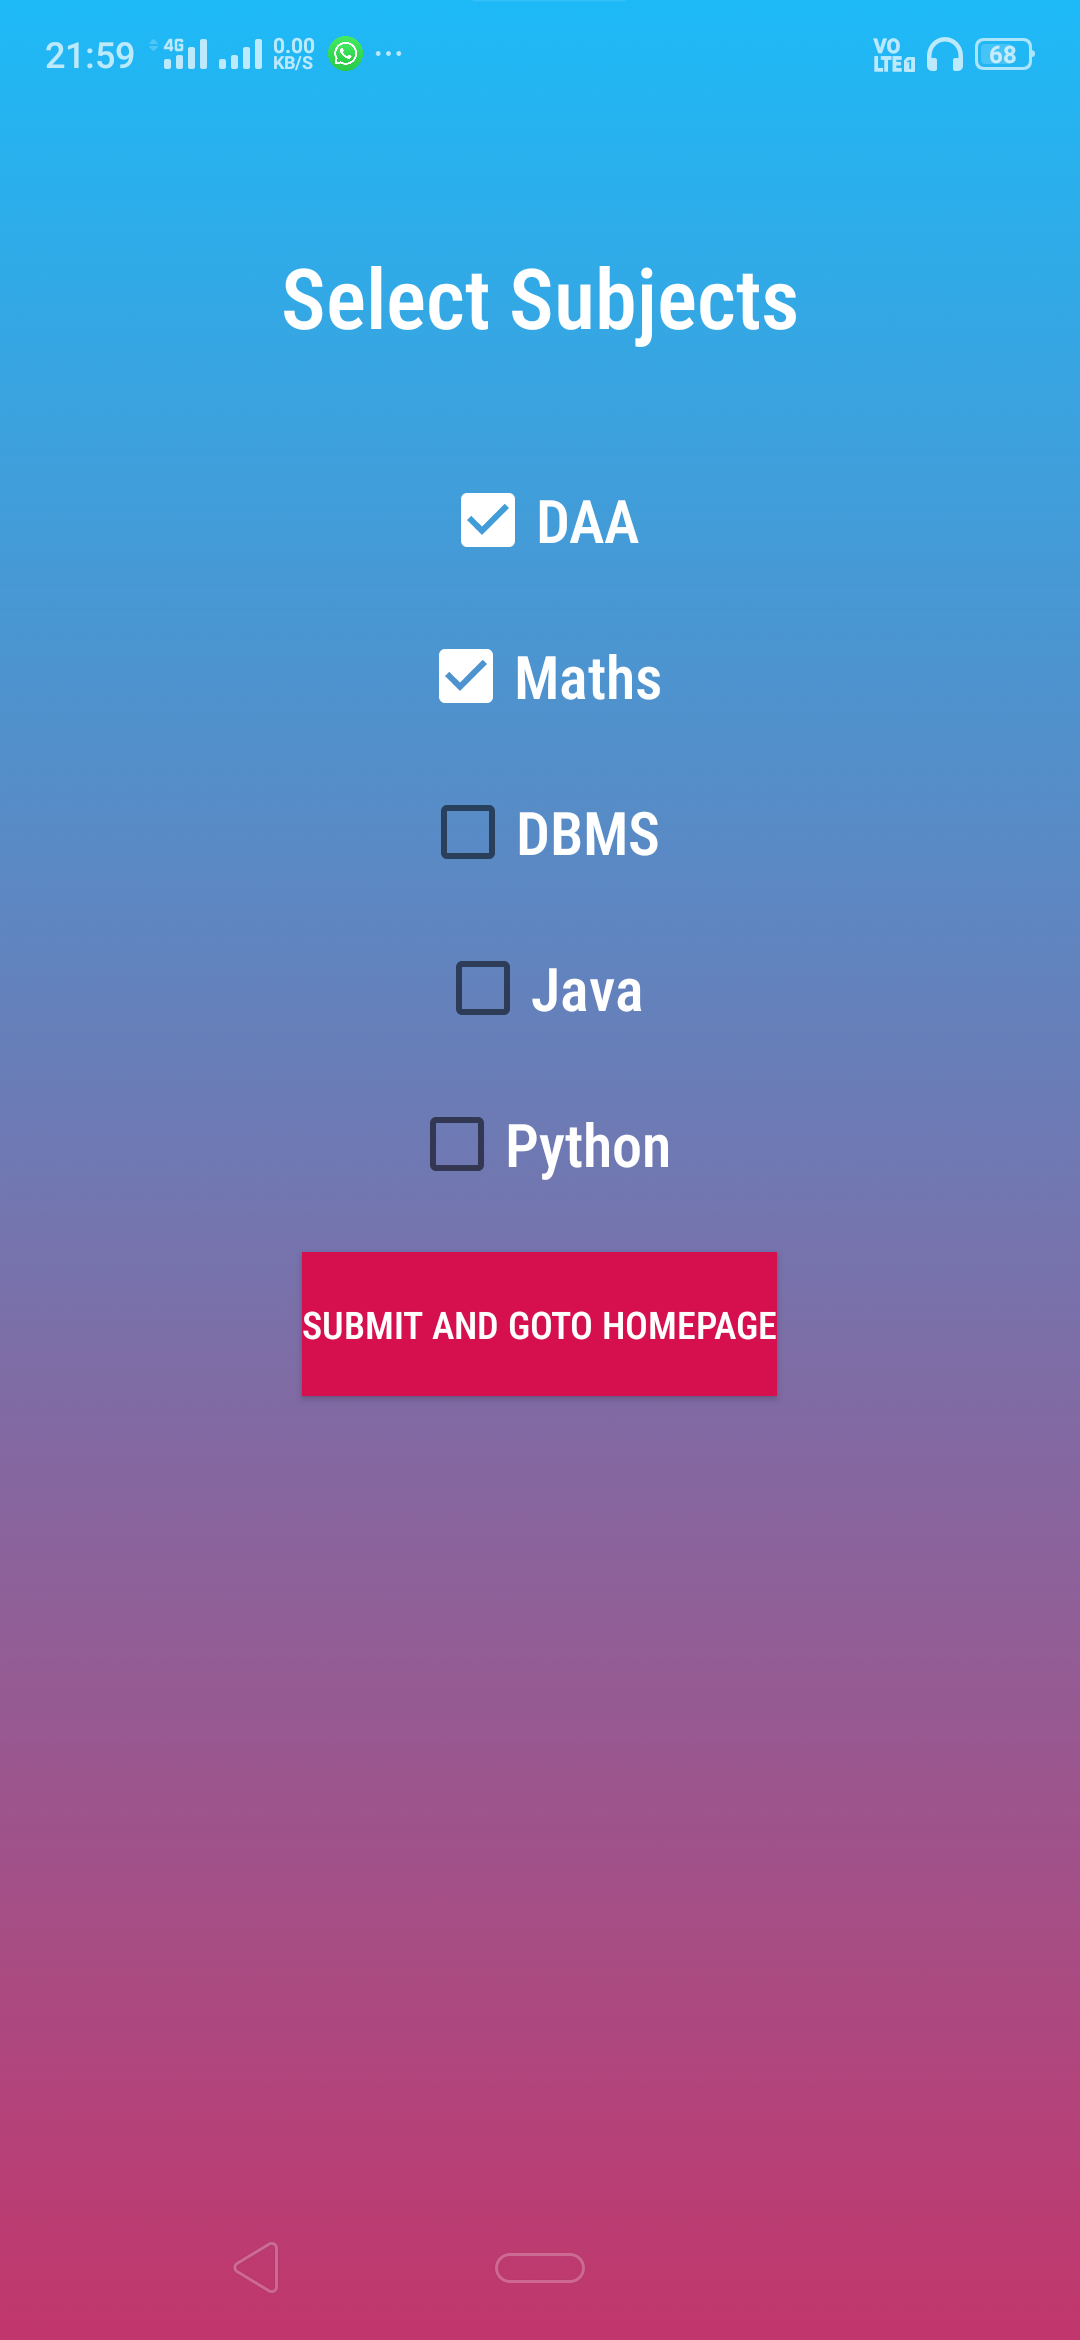 21:59 4G 0.00 KB/S ... VO LTE 1 68
Select Subjects
DAA
Maths
DBMS
Java
Python
SUBMIT AND GOTO HOMEPAGE